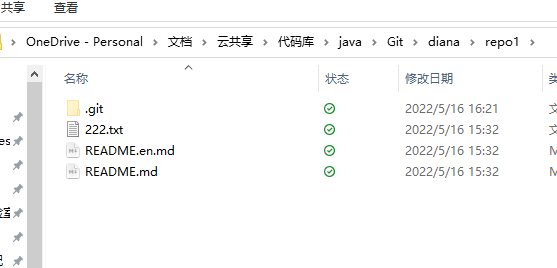 共享 查看
OneDrive - Personal > 文档 > 云共享 > 代码库 > java > Git > diana > repo1 >
名称 状态 修改日期
.git 2022/5/16 16:21
222.txt 2022/5/16 15:32
es README.en.md 2022/5/16 15:32
README.md 2022/5/16 15:32